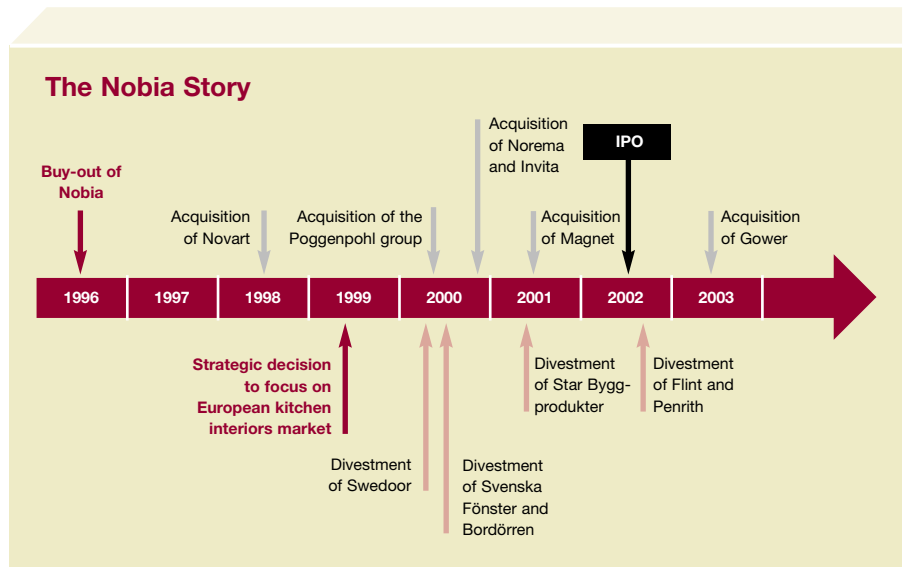 The Nobia Story
Buy-out of
Nobia
Acquisition
of Novart
Acquisition of the
Poggenpohl group
Acquisition
of Norema
and Invita
Acquisition
of Magnet
IPO
Acquisition
of Gower
1996
1997
1998
1999
2000
2001
2002
2003
Strategic decision
to focus on
European kitchen
interiors market
Divestment
of Swedoor
Divestment
of Svenska
Fönster and
Bordörren
Divestment
of Star Bygg-
produkter
Divestment
of Flint and
Penrith